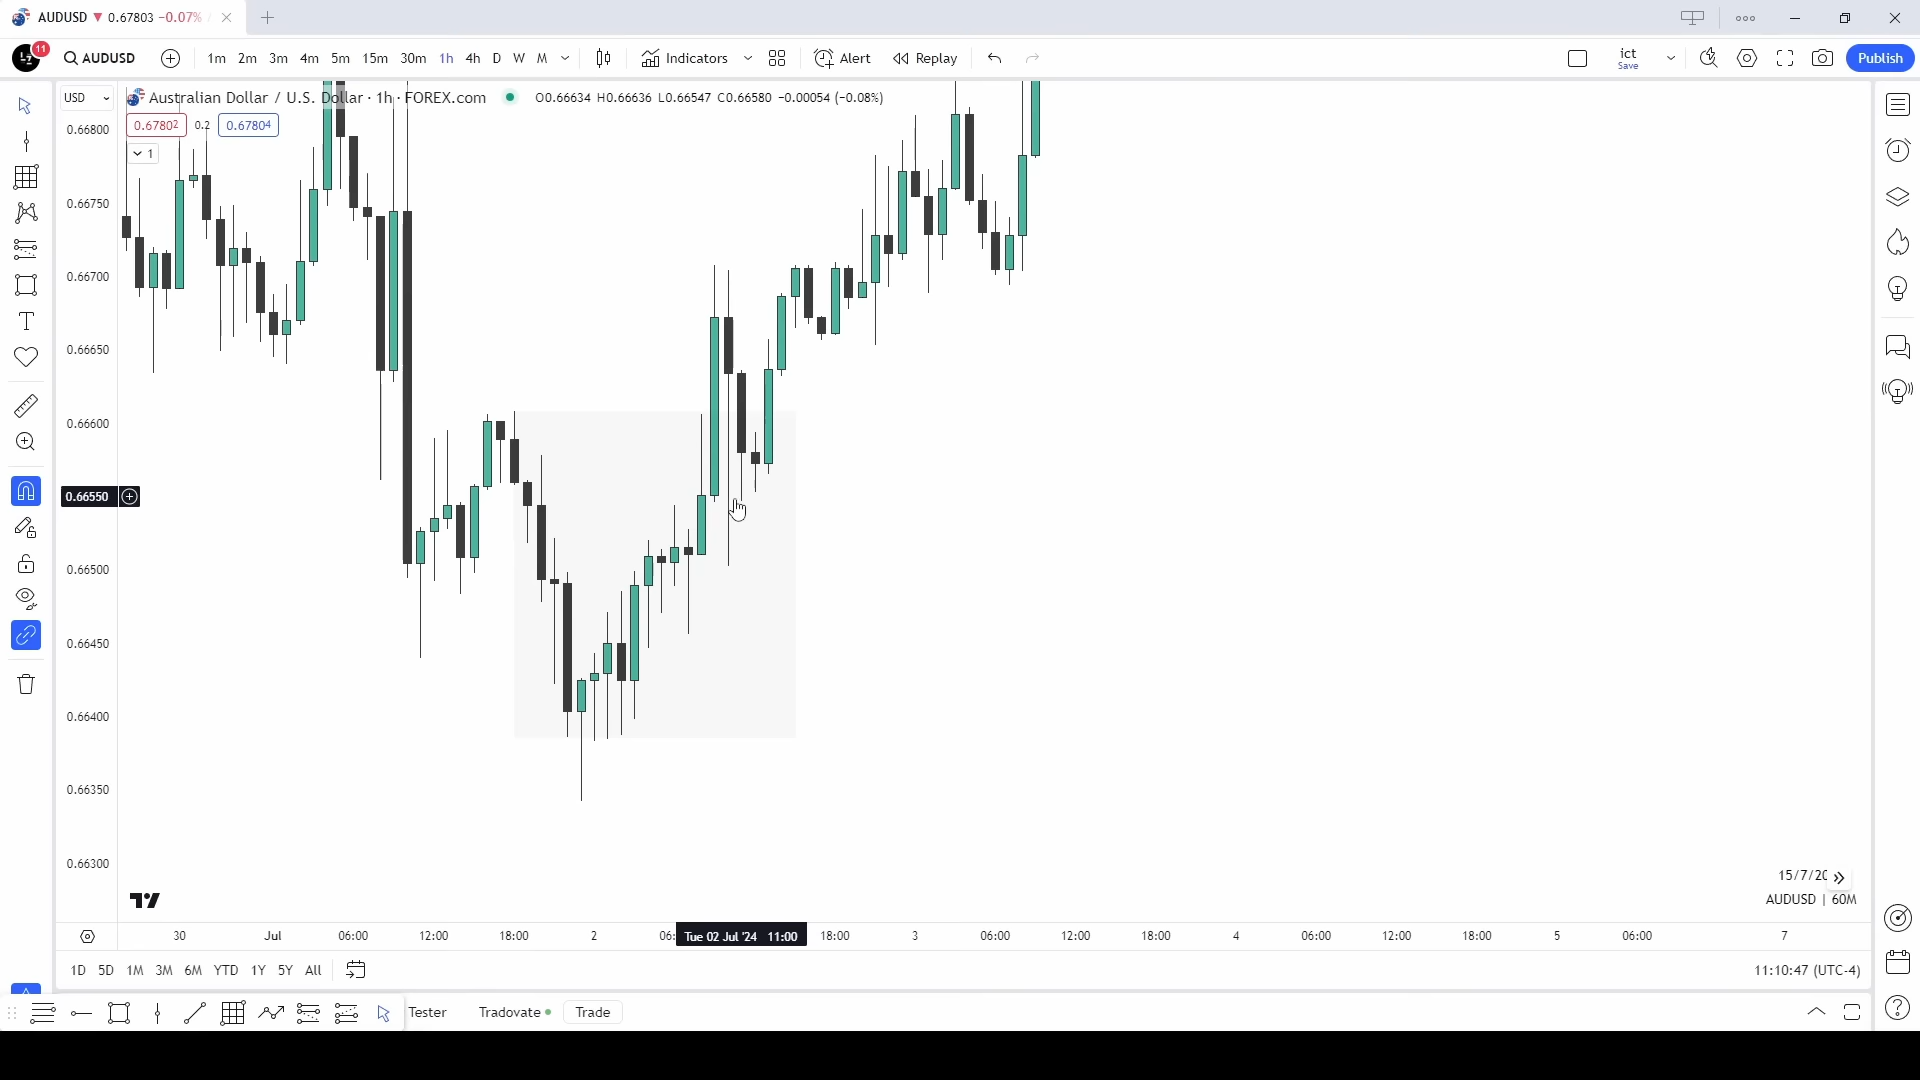 AUDUSD ▼ 0.67803 −0.07%
11 AUDUSD 1m 2m 3m 4m 5m 15m 30m 1h 4h D W M Indicators Alert Replay ict Save Publish
USD Australian Dollar / U.S. Dollar · 1h · FOREX.com O0.66634 H0.66636 L0.66547 C0.66580 −0.00054 (−0.08%)
0.67802 0.2 0.67804
0.66800
1
0.66750
0.66700
0.66650
0.66600
0.66550
0.66500
0.66450
0.66400
0.66350
0.66300
15/7/20
AUDUSD | 60M
30 Jul 06:00 12:00 18:00 2 06: Tue 02 Jul '24 11:00 18:00 3 06:00 12:00 18:00 4 06:00 12:00 18:00 5 06:00 7
1D 5D 1M 3M 6M YTD 1Y 5Y All 11:10:47 (UTC-4)
Tester Tradovate Trade